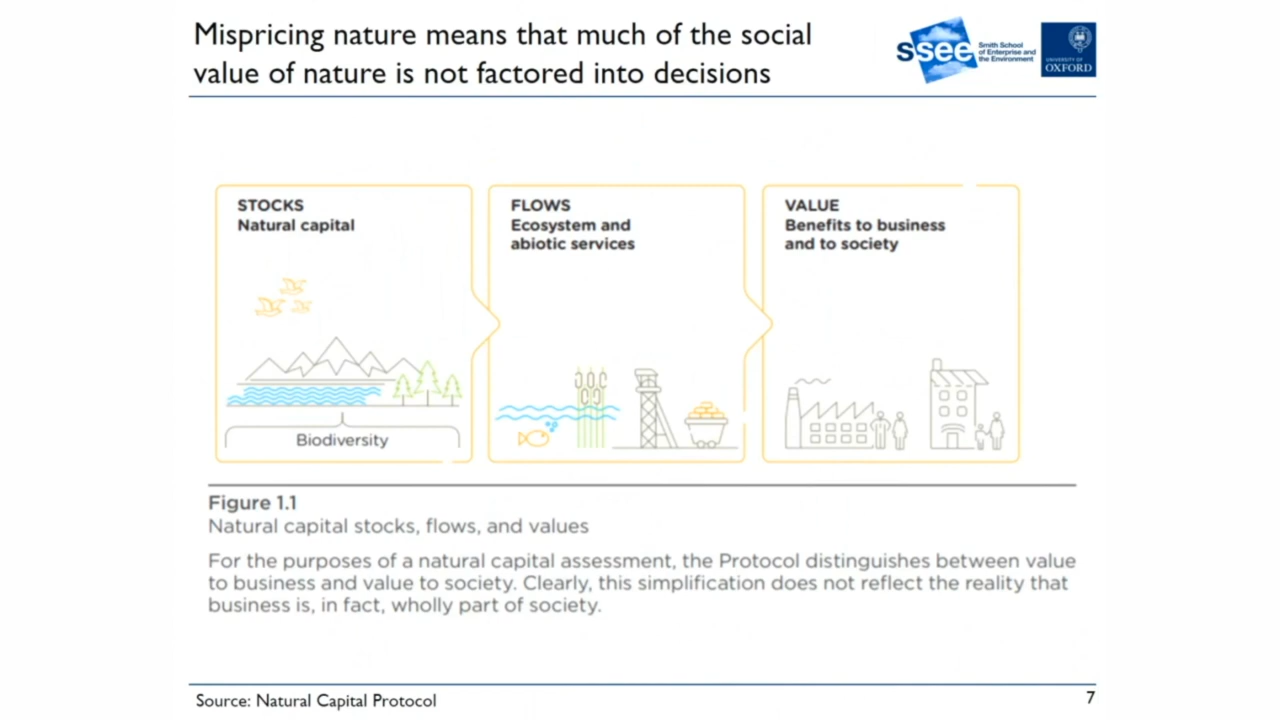 Mispricing nature means that much of the social
value of nature is not factored into decisions
ssee
Smith School
of Enterprise and
the Environment
UNIVERSITY OF
OXFORD
STOCKS
Natural capital
FLOWS
Ecosystem and
abiotic services
VALUE
Benefits to business
and to society
Biodiversity
Figure 1.1
Natural capital stocks, flows, and values
For the purposes of a natural capital assessment, the Protocol distinguishes between value
to business and value to society. Clearly, this simplification does not reflect the reality that
business is, in fact, wholly part of society.
Source: Natural Capital Protocol
7